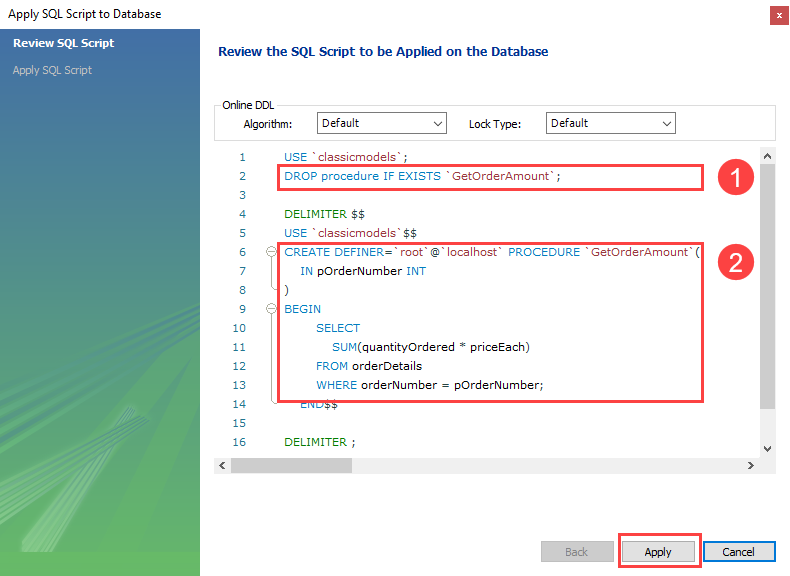 Apply SQL Script to Database
x
Review SQL Script
Apply SQL Script
Review the SQL Script to be Applied on the Database
Online DDL
Algorithm: Default Lock Type: Default
1 USE `classicmodels`;
2 DROP procedure IF EXISTS `GetOrderAmount`;
1
3
4 DELIMITER $$
5 USE `classicmodels`$$
6 CREATE DEFINER=`root`@`localhost` PROCEDURE `GetOrderAmount`(
2
7 IN pOrderNumber INT
8 )
9 BEGIN
10 SELECT
11 SUM(quantityOrdered * priceEach)
12 FROM orderDetails
13 WHERE orderNumber = pOrderNumber;
14 END$$
15
16 DELIMITER ;
Back Apply Cancel